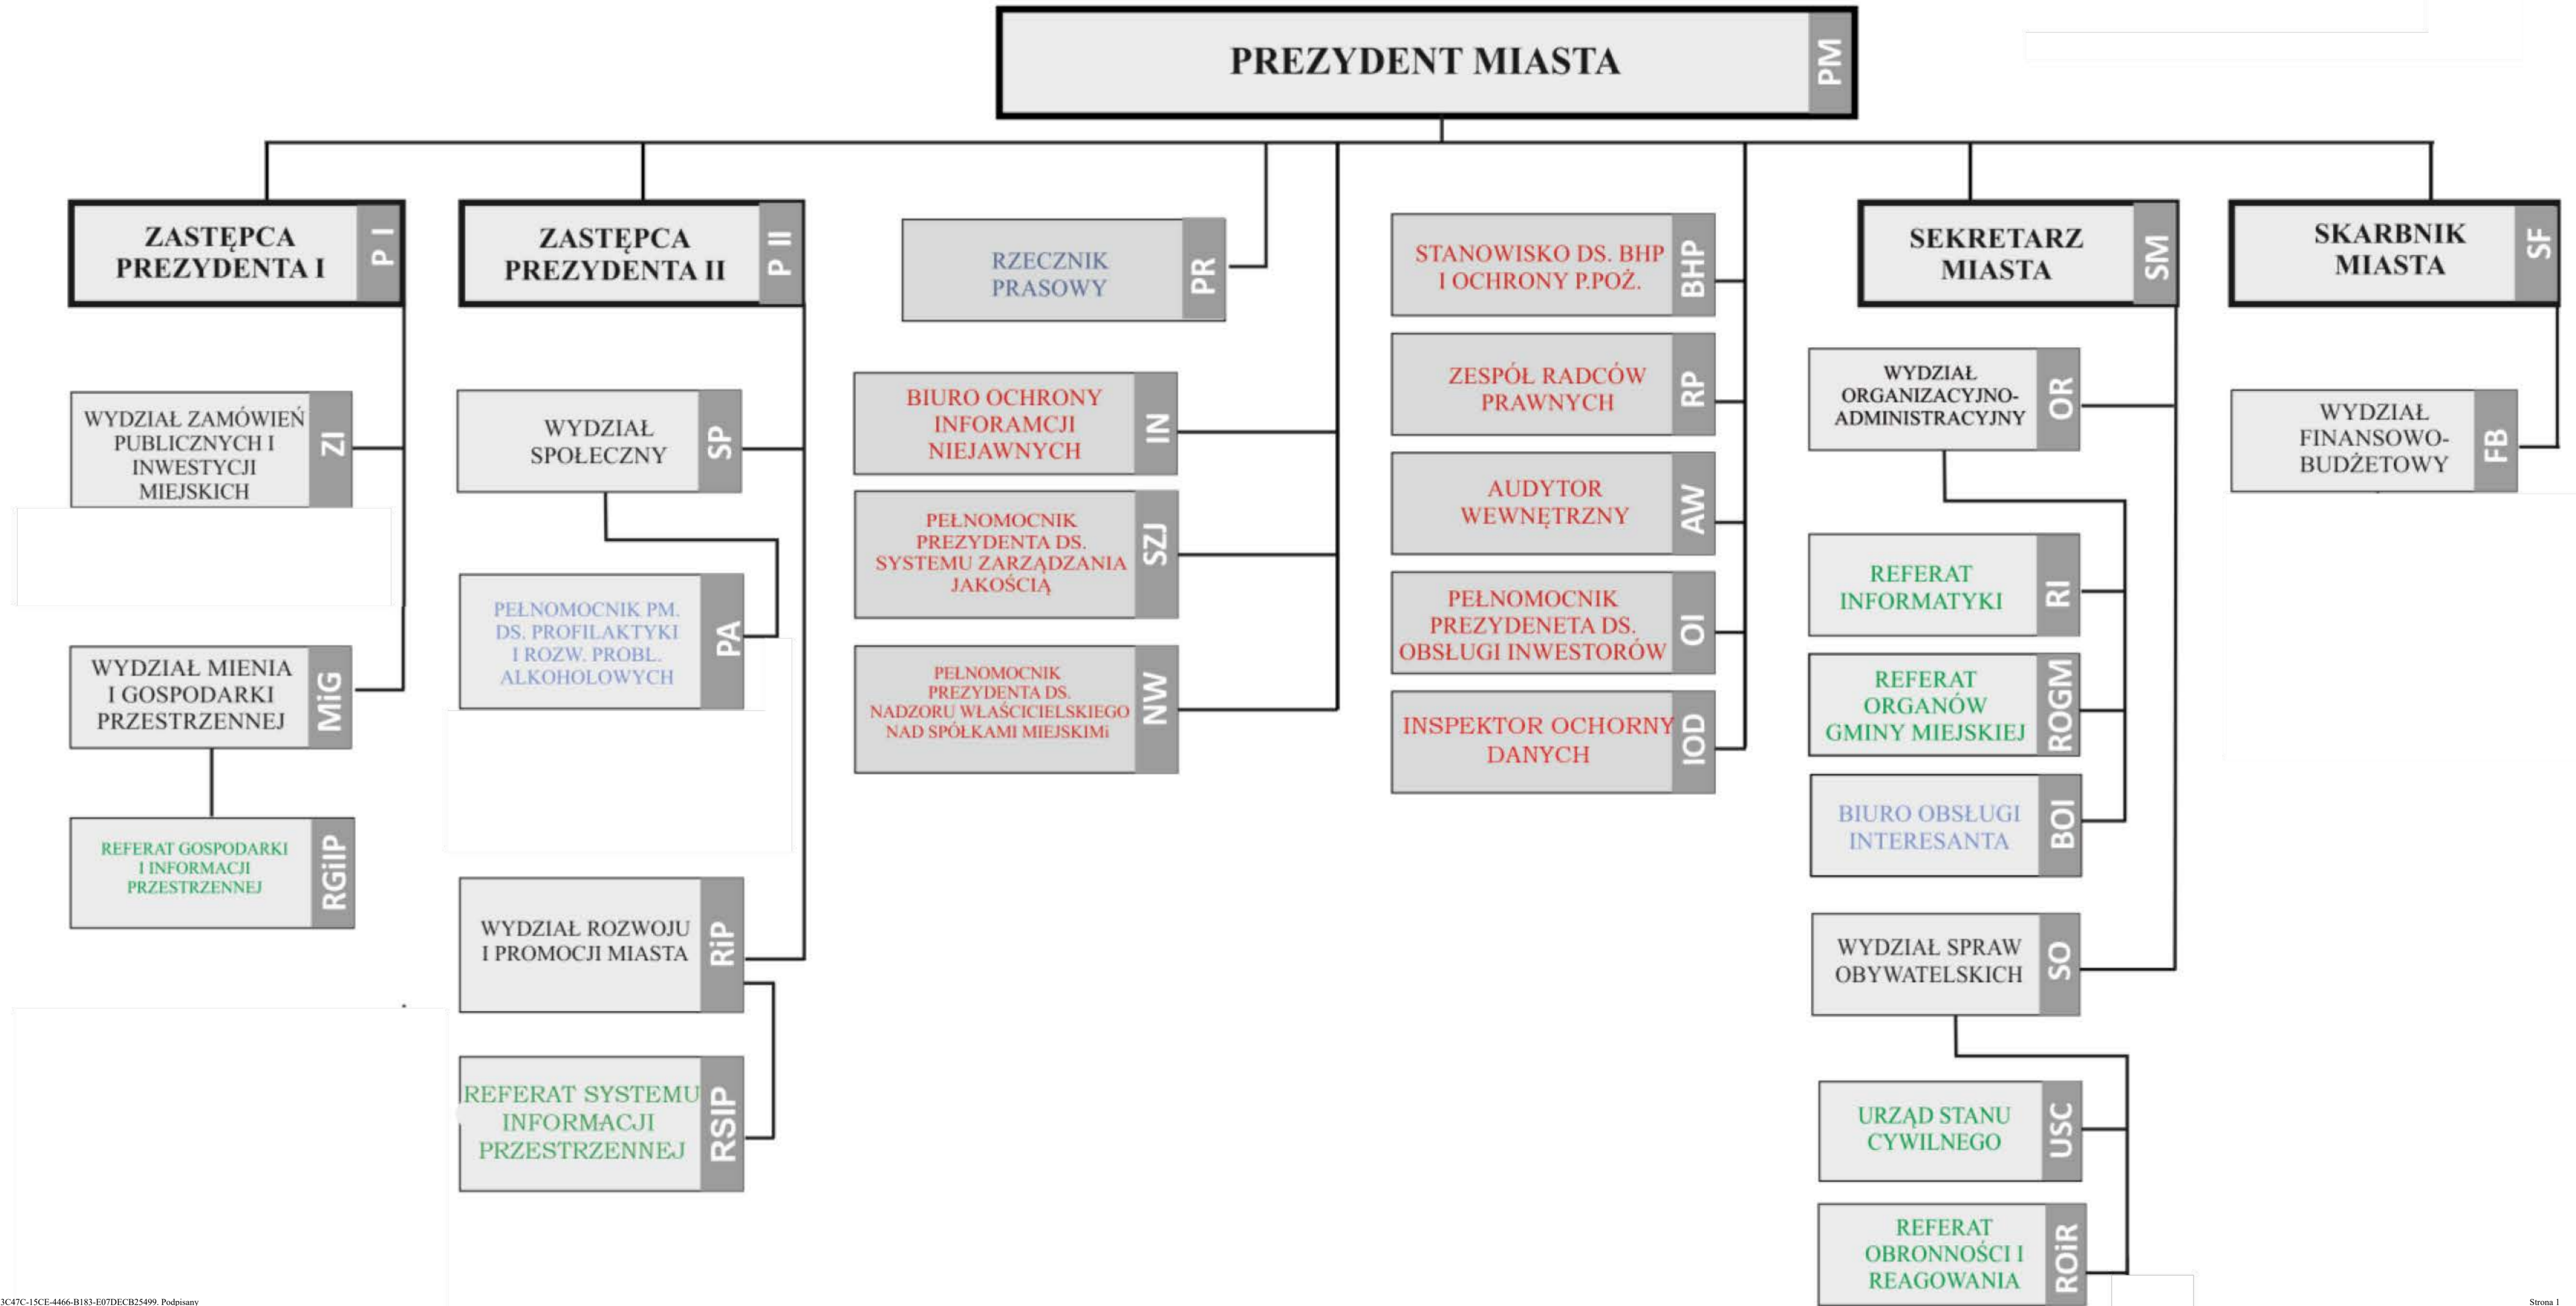 PREZYDENT MIASTA
PM
ZASTĘPCA
PREZYDENTA I
P I
WYDZIAŁ ZAMÓWIEŃ
PUBLICZNYCH I
INWESTYCJI
MIEJSKICH
ZI
WYDZIAŁ MIENIA
I GOSPODARKI
PRZESTRZENNEJ
MiG
REFERAT GOSPODARKI
I INFORMACJI
PRZESTRZENNEJ
RGiIP
ZASTĘPCA
PREZYDENTA II
P II
WYDZIAŁ
SPOŁECZNY
SP
PEŁNOMOCNIK PM.
DS. PROFILAKTYKI
I ROZW. PROBL.
ALKOHOLOWYCH
PA
WYDZIAŁ ROZWOJU
I PROMOCJI MIASTA
RiP
REFERAT SYSTEMU
INFORMACJI
PRZESTRZENNEJ
RSIP
RZECZNIK
PRASOWY
PR
BIURO OCHRONY
INFORAMCJI
NIEJAWNYCH
IN
PEŁNOMOCNIK
PREZYDENTA DS.
SYSTEMU ZARZĄDZANIA
JAKOŚCIĄ
SZJ
PEŁNOMOCNIK
PREZYDENTA DS.
NADZORU WŁAŚCICIELSKIEGO
NAD SPÓŁKAMI MIEJSKIMi
NW
STANOWISKO DS. BHP
I OCHRONY P.POŻ.
BHP
ZESPÓŁ RADCÓW
PRAWNYCH
RP
AUDYTOR
WEWNĘTRZNY
AW
PEŁNOMOCNIK
PREZYDENETA DS.
OBSŁUGI INWESTORÓW
OI
INSPEKTOR OCHORNY
DANYCH
IOD
SEKRETARZ
MIASTA
SM
WYDZIAŁ
ORGANIZACYJNO-
ADMINISTRACYJNY
OR
REFERAT
INFORMATYKI
RI
REFERAT
ORGANÓW
GMINY MIEJSKIEJ
ROGM
BIURO OBSŁUGI
INTERESANTA
BOI
WYDZIAŁ SPRAW
OBYWATELSKICH
SO
URZĄD STANU
CYWILNEGO
USC
REFERAT
OBRONNOŚCI I
REAGOWANIA
ROiR
SKARBNIK
MIASTA
SF
WYDZIAŁ
FINANSOWO-
BUDŻETOWY
FB
3C47C-15CE-4466-B183-E07DECB25499. Podpisany
Strona 1